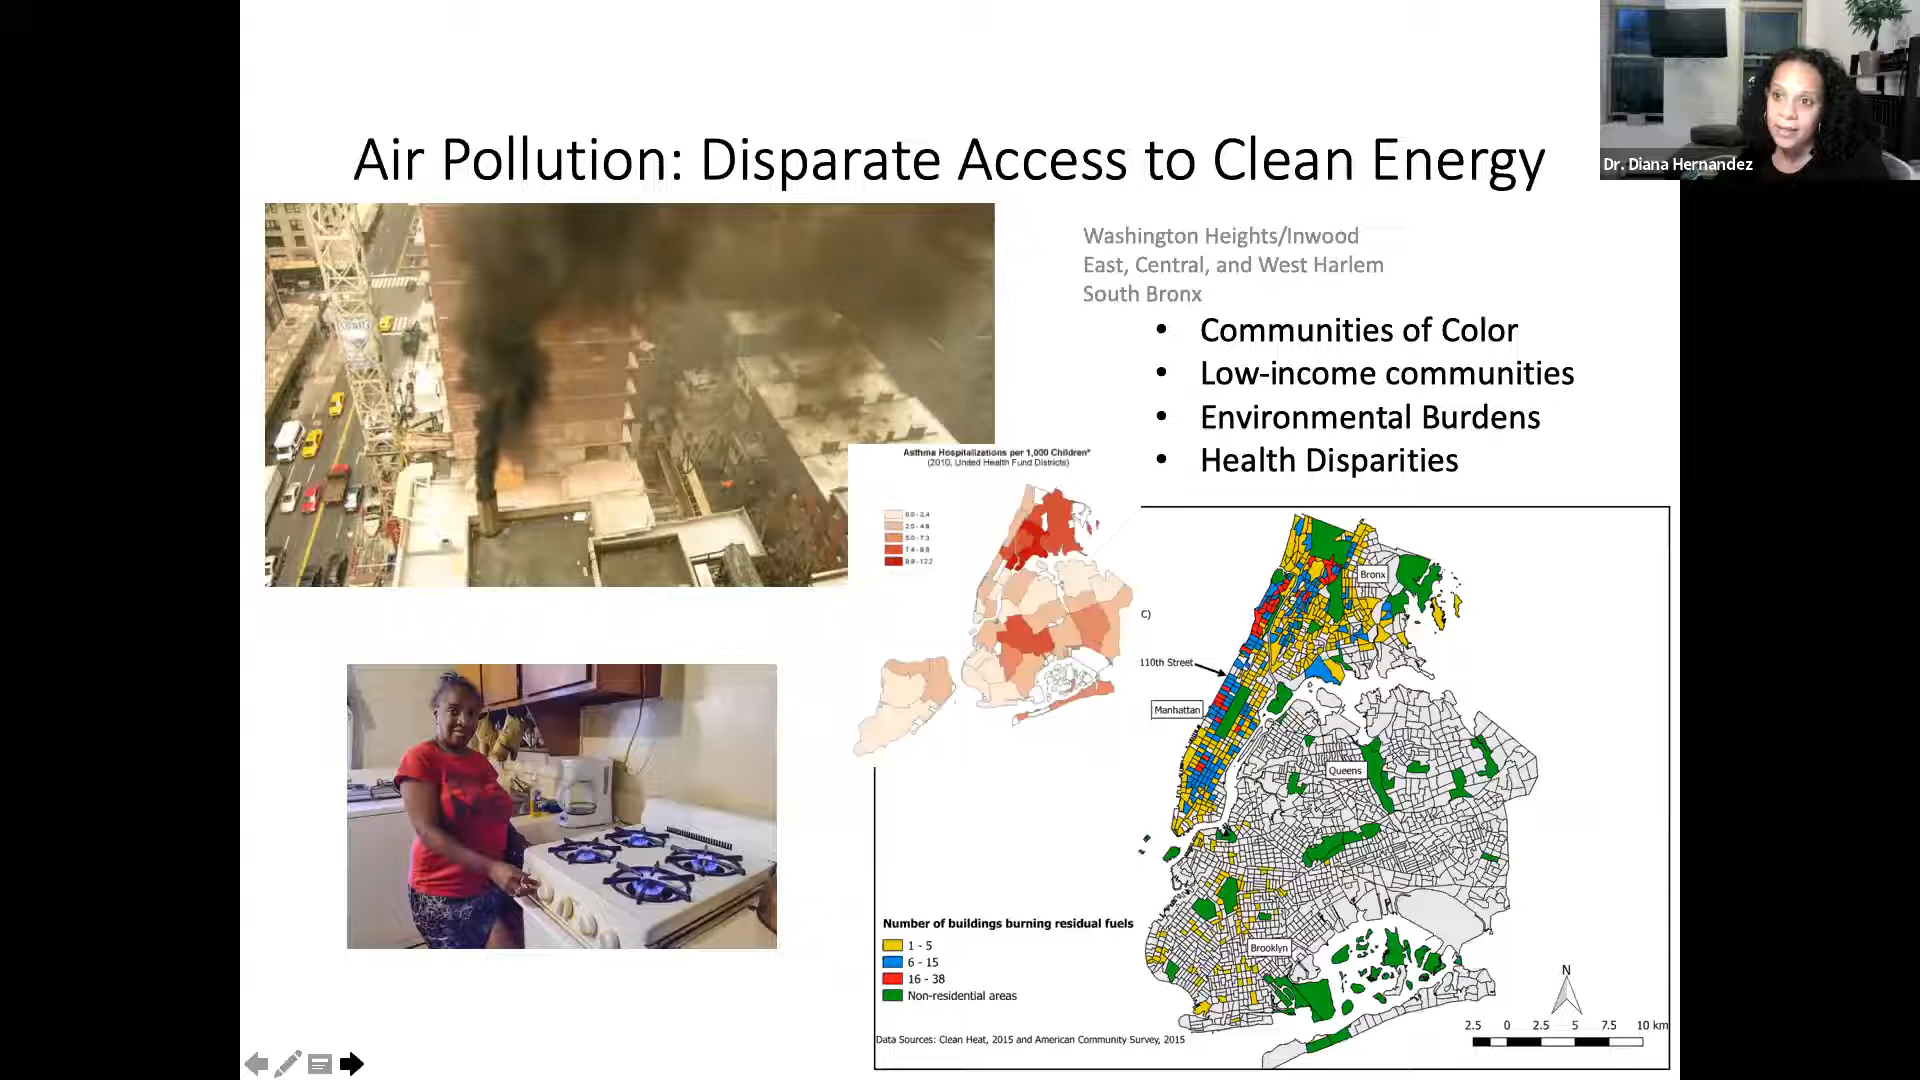 Air Pollution: Disparate Access to Clean Energy
Dr. Diana Hernandez
Washington Heights/Inwood
East, Central, and West Harlem
South Bronx
• Communities of Color
• Low-income communities
• Environmental Burdens
• Health Disparities
Asthma Hospitalizations per 1,000 Children*
(2010, United Health Fund Districts)
0.0 - 2.4
2.5 - 4.8
5.0 - 7.3
7.4 - 9.8
9.9 - 12.2
C)
Bronx
110th Street
Manhattan
Queens
Brooklyn
Number of buildings burning residual fuels
1 - 5
6 - 15
16 - 38
Non-residential areas
Data Sources: Clean Heat, 2015 and American Community Survey, 2015
N
2.5 0 2.5 5 7.5 10 km